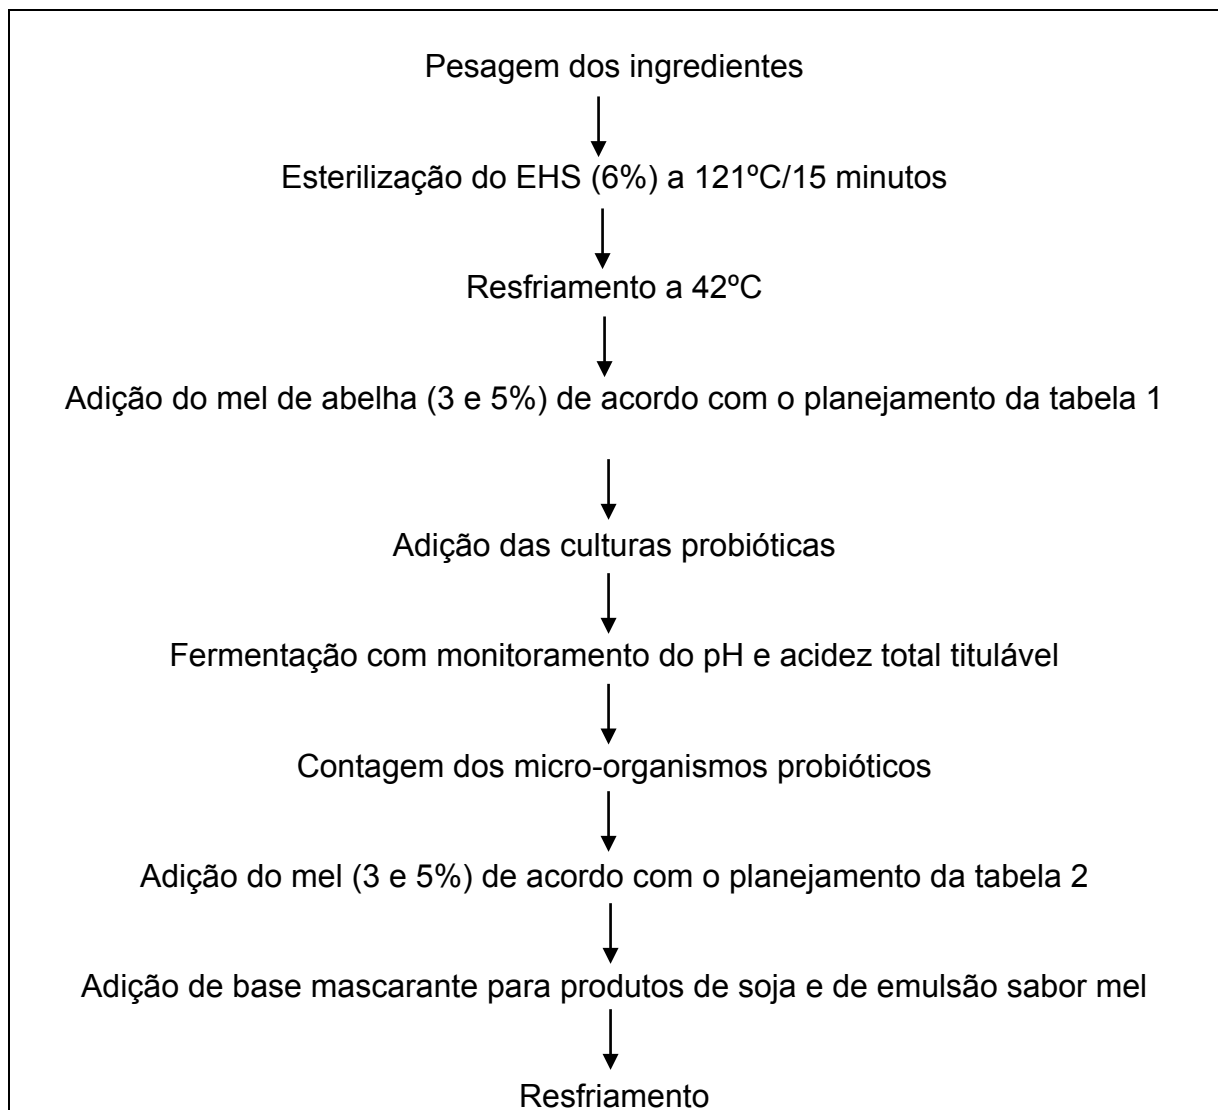 Pesagem dos ingredientes
Esterilização do EHS (6%) a 121ºC/15 minutos
Resfriamento a 42ºC
Adição do mel de abelha (3 e 5%) de acordo com o planejamento da tabela 1
Adição das culturas probióticas
Fermentação com monitoramento do pH e acidez total titulável
Contagem dos micro-organismos probióticos
Adição do mel (3 e 5%) de acordo com o planejamento da tabela 2
Adição de base mascarante para produtos de soja e de emulsão sabor mel
Resfriamento